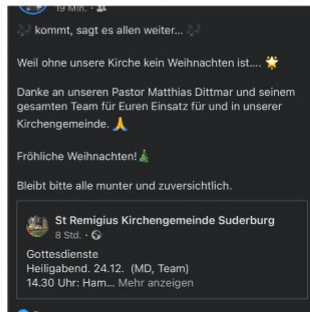 19 Min.
kommt, sagt es allen weiter...
Weil ohne unsere Kirche kein Weihnachten ist....
Danke an unseren Pastor Matthias Dittmar und seinem
gesamten Team für Euren Einsatz für und in unserer
Kirchengemeinde. 🙏
Fröhliche Weihnachten!🎄
Bleibt bitte alle munter und zuversichtlich.
St Remigius Kirchengemeinde Suderburg
8 Std. ·
Gottesdienste
Heiligabend. 24.12. (MD, Team)
14.30 Uhr: Ham... Mehr anzeigen